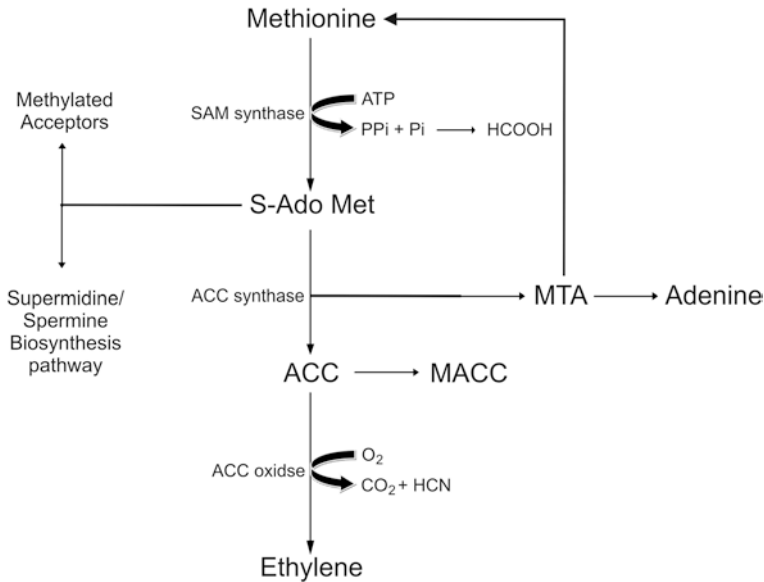 Methionine
Methylated
Acceptors
SAM synthase
ATP
PPi + Pi
HCOOH
S-Ado Met
Supermidine/
Spermine
Biosynthesis
pathway
ACC synthase
MTA
Adenine
ACC
MACC
ACC oxidse
O₂
CO₂ + HCN
Ethylene